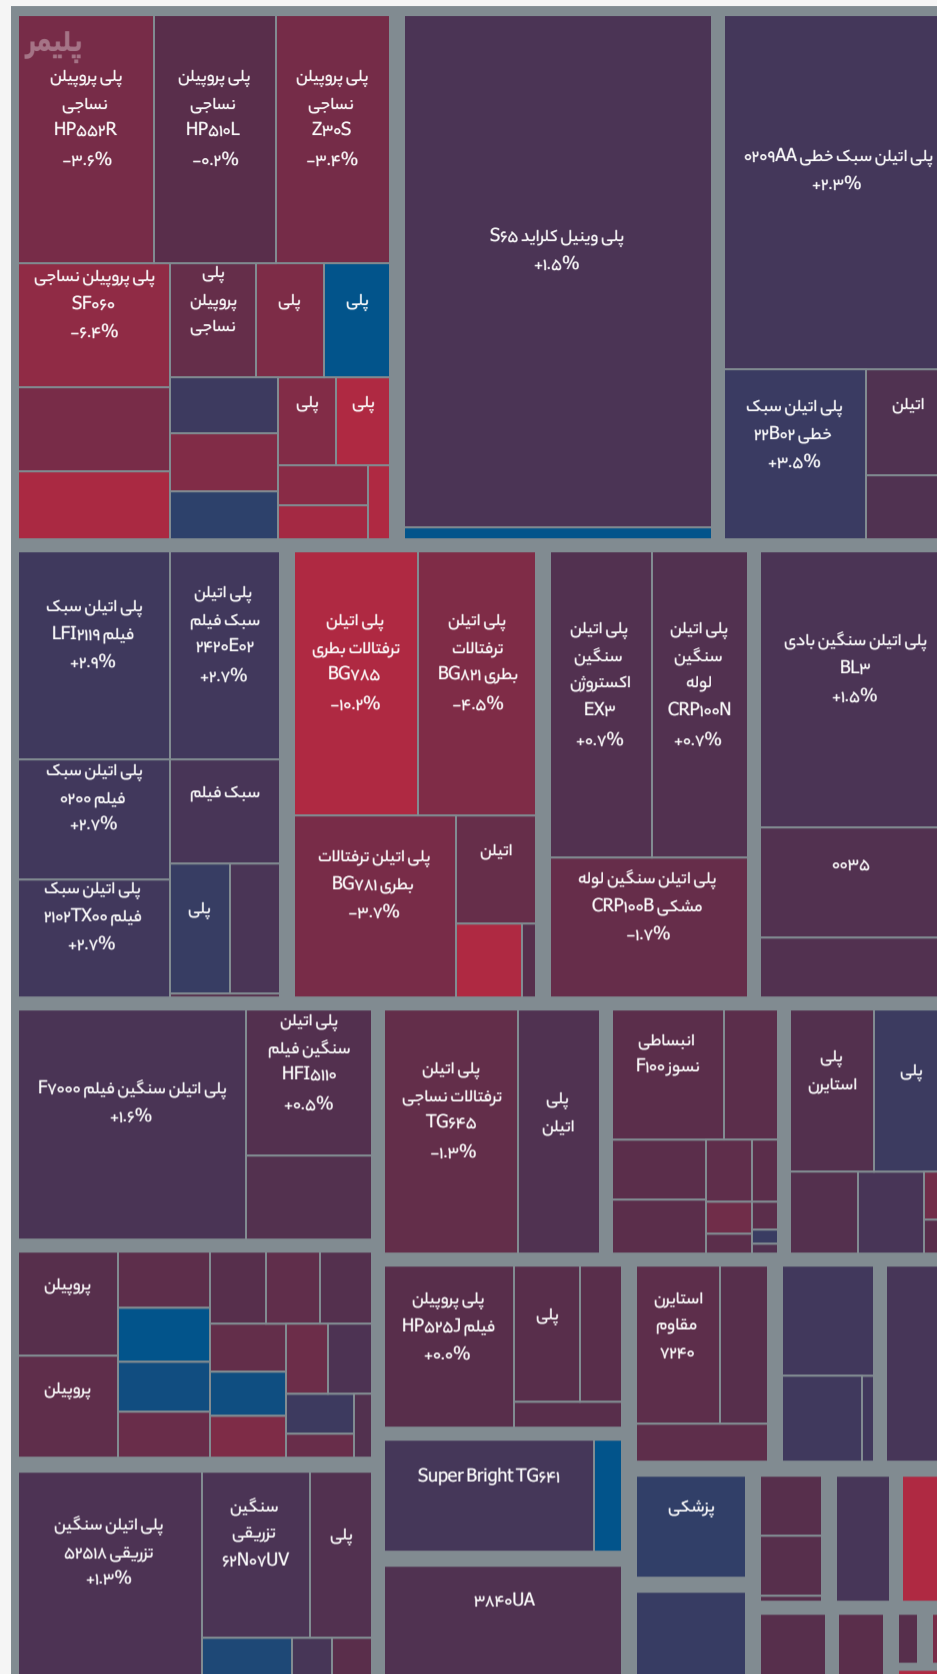 پلیمر
پلی پروپیلن
نساجی
HP۵۵۲R
-۳.۶%
پلی پروپیلن
نساجی
HP۵۱۰L
-۰.۲%
پلی پروپیلن
نساجی
Z۳۰S
-۳.۴%
پلی پروپیلن نساجی
SF۰۶۰
-۶.۴%
پلی
پروپیلن
نساجی
پلی
پلی
پلی
پلی
پلی وینیل کلراید S۶۵
+۱.۵%
پلی اتیلن سبک خطی ۰۲۰۹AA
+۲.۳%
پلی اتیلن سبک
خطی ۲۲B۰۲
+۳.۵%
اتیلن
پلی اتیلن سبک
فیلم LFI۲۱۱۹
+۲.۹%
پلی اتیلن
سبک فیلم
۲۴۲۰E۰۲
+۲.۷%
پلی اتیلن سبک
فیلم ۰۲۰۰
+۲.۷%
سبک فیلم
پلی اتیلن سبک
فیلم ۲۱۰۲TX۰۰
+۲.۷%
پلی
پلی اتیلن
ترفتالات بطری
BG۷۸۵
-۱۰.۲%
پلی اتیلن
ترفتالات
بطری BG۸۲۱
-۴.۵%
پلی اتیلن ترفتالات
بطری BG۷۸۱
-۳.۷%
اتیلن
پلی اتیلن
سنگین
اکستروژن
EX۳
+۰.۷%
پلی اتیلن
سنگین
لوله
CRP۱۰۰N
+۰.۷%
پلی اتیلن سنگین لوله
مشکی CRP۱۰۰B
-۱.۷%
پلی اتیلن سنگین بادی
BL۳
+۱.۵%
۰۰۳۵
پلی اتیلن سنگین فیلم F۷۰۰۰
+۱.۶%
پلی اتیلن
سنگین فیلم
HFI۵۱۱۰
+۰.۵%
پلی اتیلن
ترفتالات نساجی
TG۶۴۵
-۱.۳%
پلی
اتیلن
انبساطی
نسوز F۱۰۰
پلی
استایرن
پلی
پروپیلن
پروپیلن
پلی پروپیلن
فیلم HP۵۲۵J
+۰.۰%
پلی
استایرن
مقاوم
۷۲۴۰
Super Bright TG۶۴۱
پزشکی
پلی اتیلن سنگین
تزریقی ۵۲۵۱۸
+۱.۳%
سنگین
تزریقی
۶۲N۰۷UV
پلی
۳۸۴۰UA